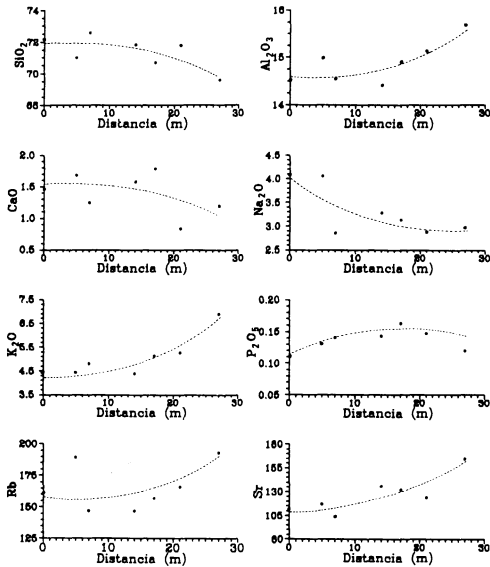 SiO₂
74
72
70
68
0 10 20 30
Distancia (m)
Al₂O₃
16
15
14
0 10 20 30
Distancia (m)
CaO
2.0
1.5
1.0
0.5
0 10 20 30
Distancia (m)
Na₂O
4.5
4.0
3.5
3.0
2.5
0 10 20 30
Distancia (m)
K₂O
7.5
6.5
5.5
4.5
3.5
0 10 20 30
Distancia (m)
P₂O₅
0.20
0.15
0.10
0.05
0 10 20 30
Distancia (m)
Rb
200
175
150
125
0 10 20 30
Distancia (m)
Sr
180
155
130
105
80
0 10 20 30
Distancia (m)